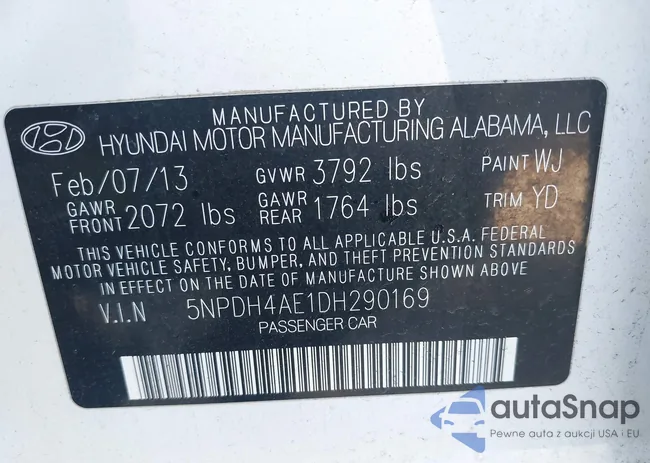 MANUFACTURED BY
HYUNDAI MOTOR MANUFACTURING ALABAMA, LLC
Feb/07/13 GVWR 3792 lbs PAINT WJ
GAWR FRONT 2072 lbs GAWR REAR 1764 lbs TRIM YD
THIS VEHICLE CONFORMS TO ALL APPLICABLE U.S.A. FEDERAL
MOTOR VEHICLE SAFETY, BUMPER, AND THEFT PREVENTION STANDARDS
IN EFFECT ON THE DATE OF MANUFACTURE SHOWN ABOVE
V.I.N 5NPDH4AE1DH290169
PASSENGER CAR
autaSnap
Pewne auta z aukcji USA i EU